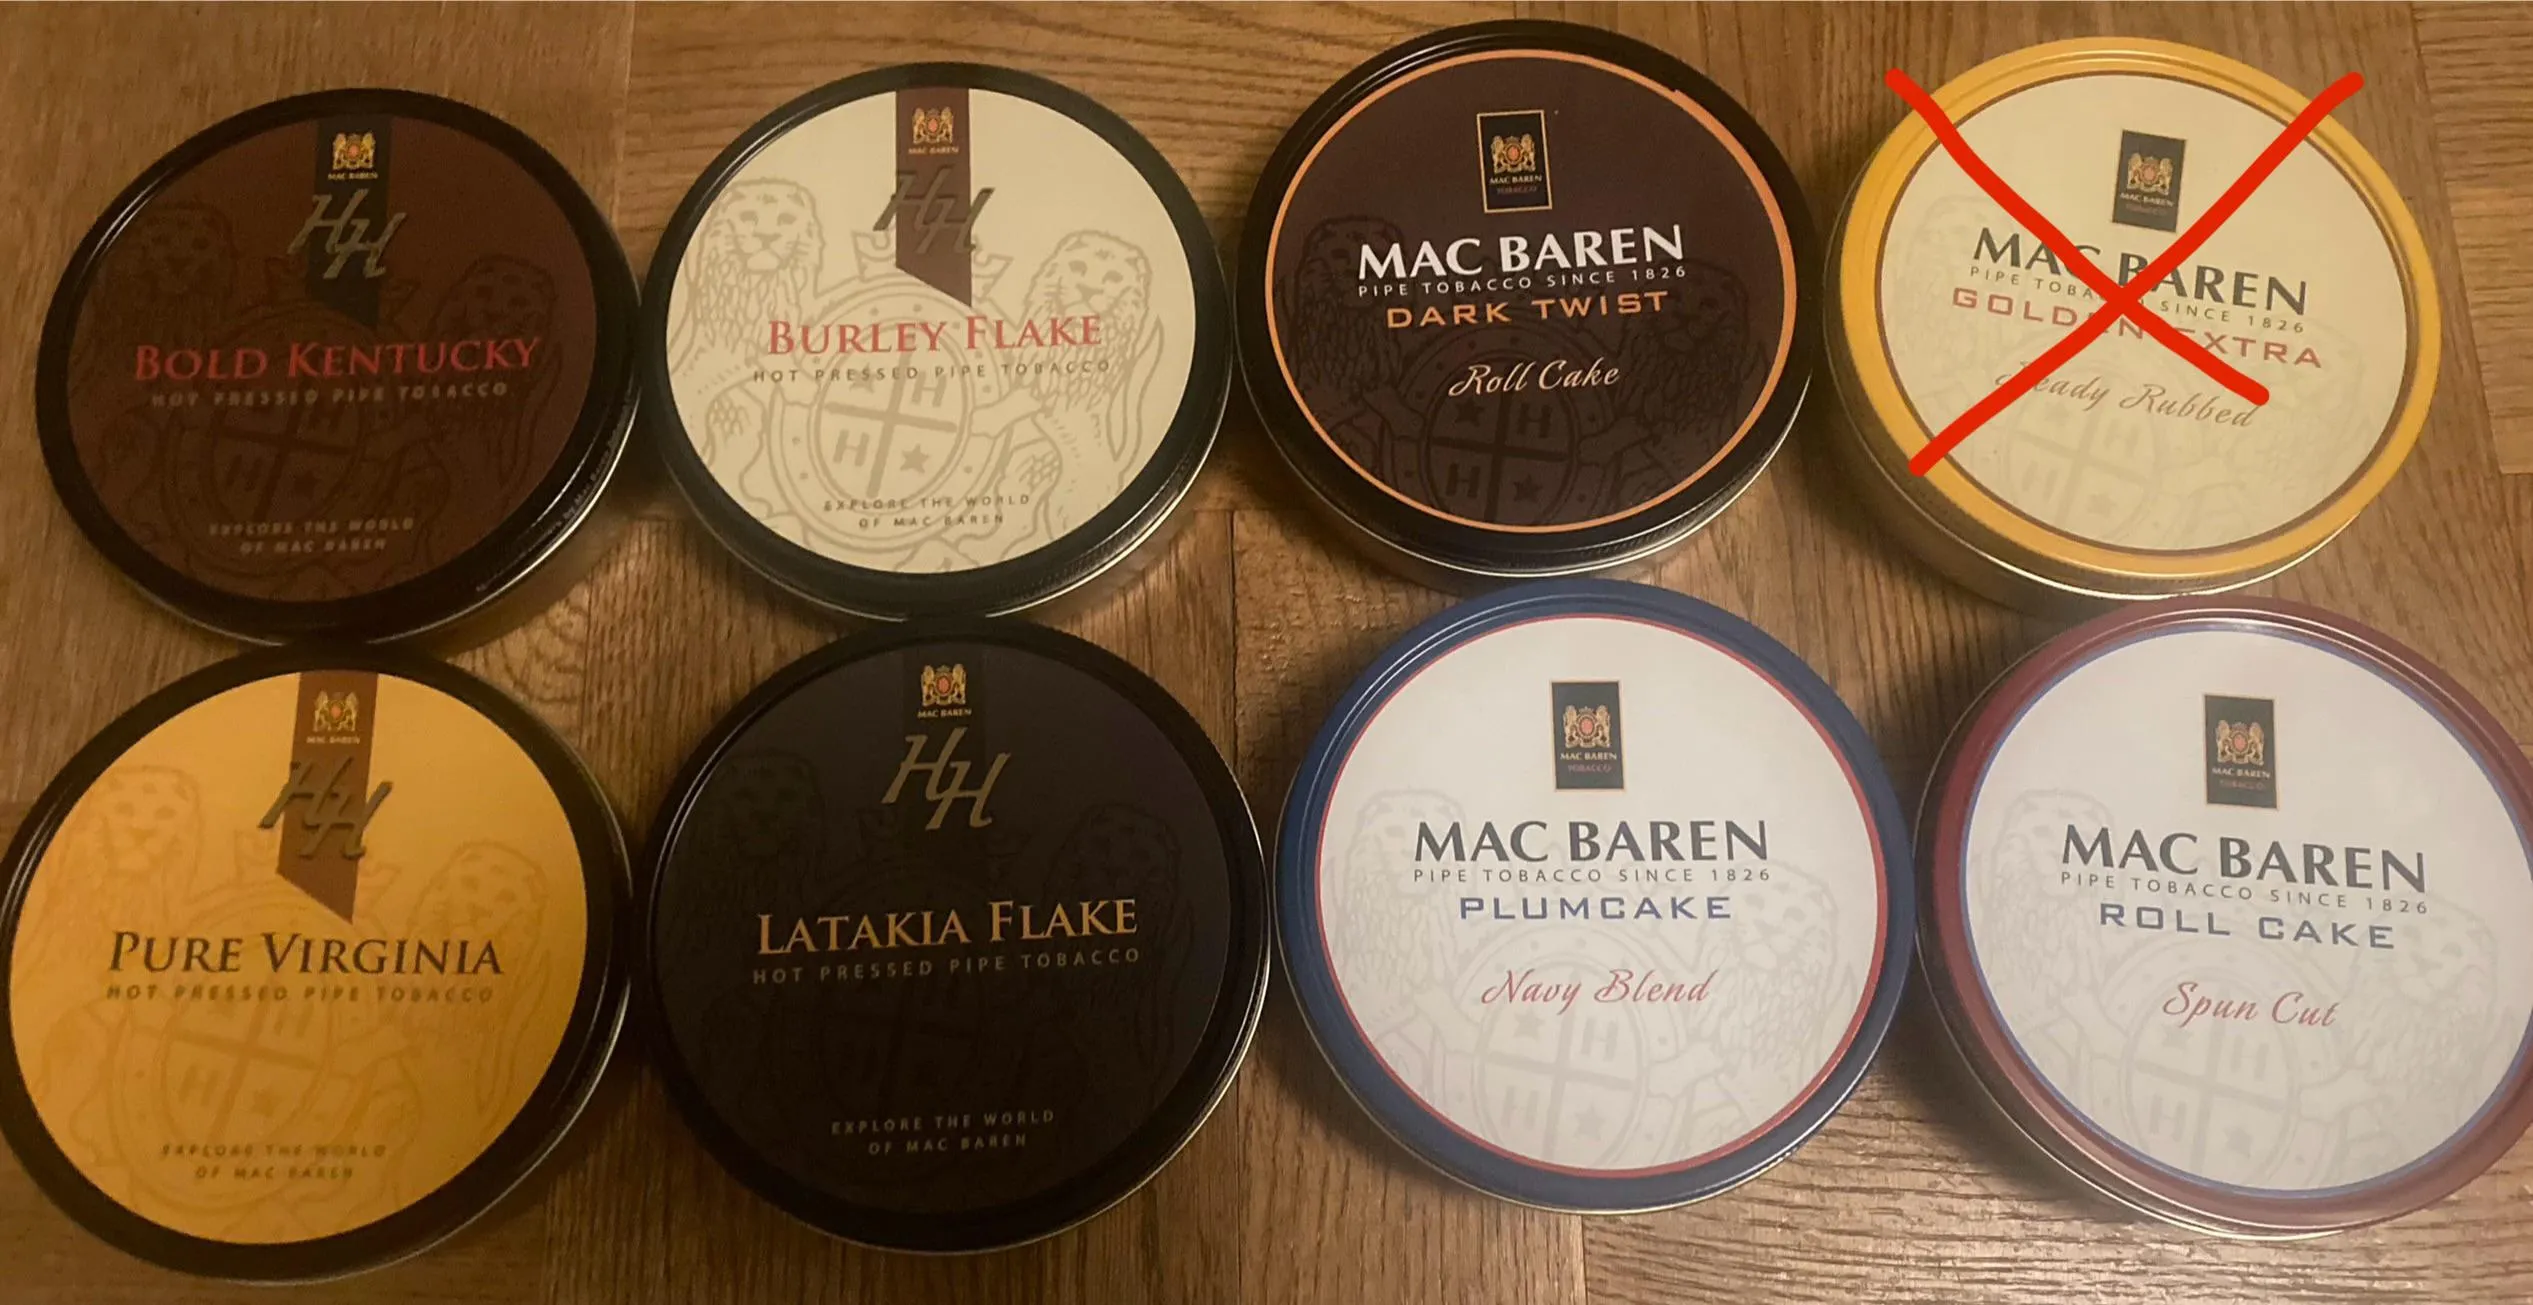 MAC BAREN
HH
BOLD KENTUCKY
HOT PRESSED PIPE TOBACCO
EXPLORE THE WORLD
OF MAC BAREN
MAC BAREN
HH
BURLEY FLAKE
HOT PRESSED PIPE TOBACCO
H
H
EXPLORE THE WORLD
OF MAC BAREN
MAC BAREN
TOBACCO
MAC BAREN
PIPE TOBACCO SINCE 1826
DARK TWIST
Roll Cake
H
H
MAC BAREN
TOBACCO
MAC BAREN
PIPE TOBACCO SINCE 1826
GOLDEN EXTRA
Ready Rubbed
MAC BAREN
HH
PURE VIRGINIA
HOT PRESSED PIPE TOBACCO
H
H
EXPLORE THE WORLD
OF MAC BAREN
MAC BAREN
HH
LATAKIA FLAKE
HOT PRESSED PIPE TOBACCO
EXPLORE THE WORLD
OF MAC BAREN
MAC BAREN
TOBACCO
MAC BAREN
PIPE TOBACCO SINCE 1826
PLUMCAKE
Navy Blend
H
H
MAC BAREN
TOBACCO
MAC BAREN
PIPE TOBACCO SINCE 1826
ROLL CAKE
Spun Cut
H
H